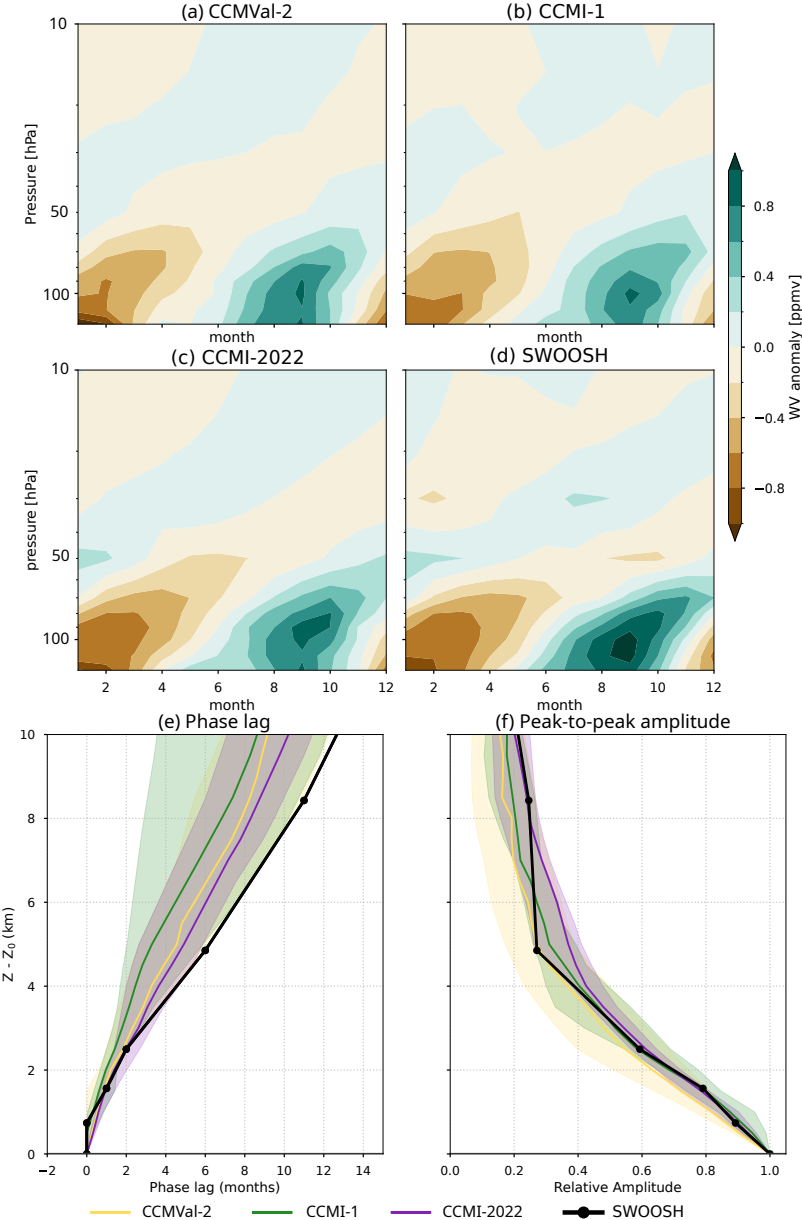 (a) CCMVal-2
(b) CCMI-1
10
50
100
Pressure [hPa]
month
month
0.8
0.4
0.0
−0.4
−0.8
WV anomaly [ppmv]
(c) CCMI-2022
(d) SWOOSH
10
50
100
pressure [hPa]
2 4 6 8 10 12
2 4 6 8 10 12
month
month
(e) Phase lag
(f) Peak-to-peak amplitude
10
8
6
4
2
0
Z - Z0 (km)
−2 0 2 4 6 8 10 12 14
0.0 0.2 0.4 0.6 0.8 1.0
Phase lag (months)
Relative Amplitude
CCMVal-2 CCMI-1 CCMI-2022 SWOOSH